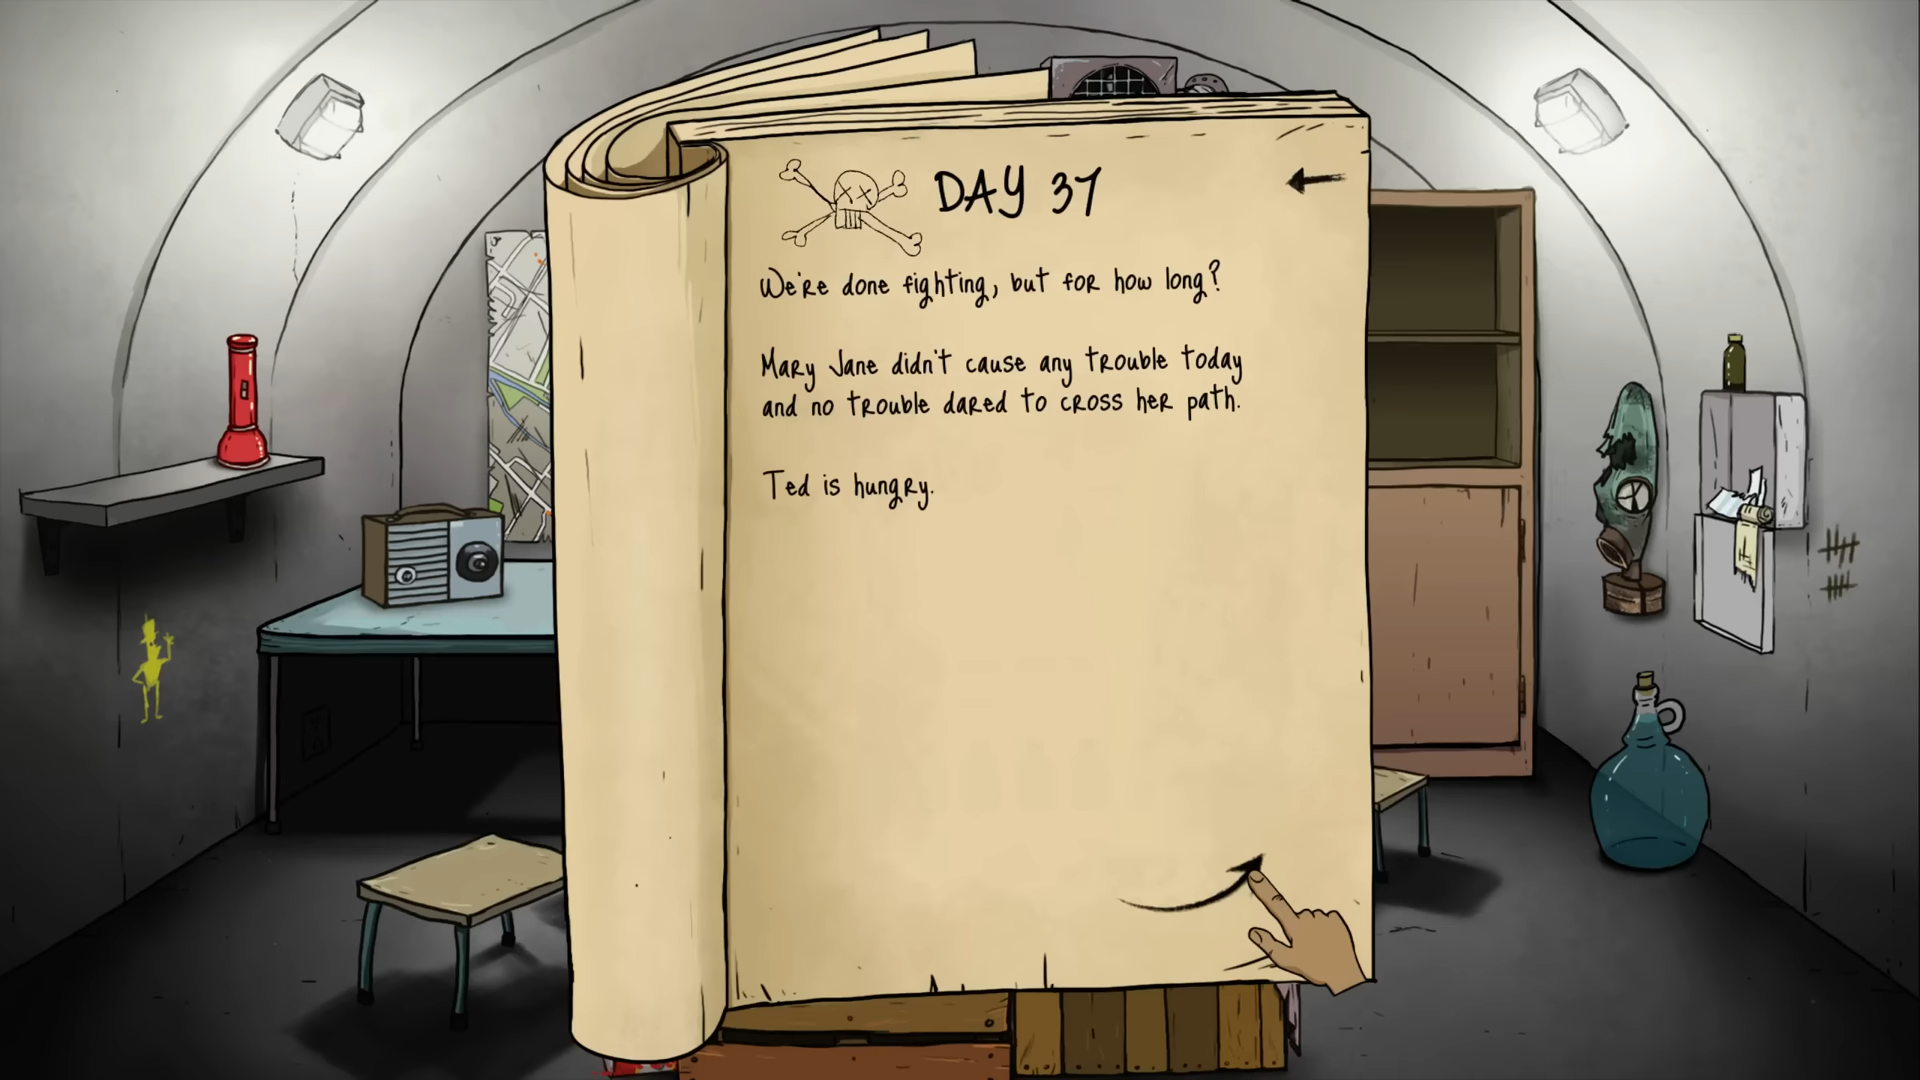 DAY 37
We're done fighting, but for how long?
Mary Jane didn't cause any trouble today
and no trouble dared to cross her path.
Ted is hungry.